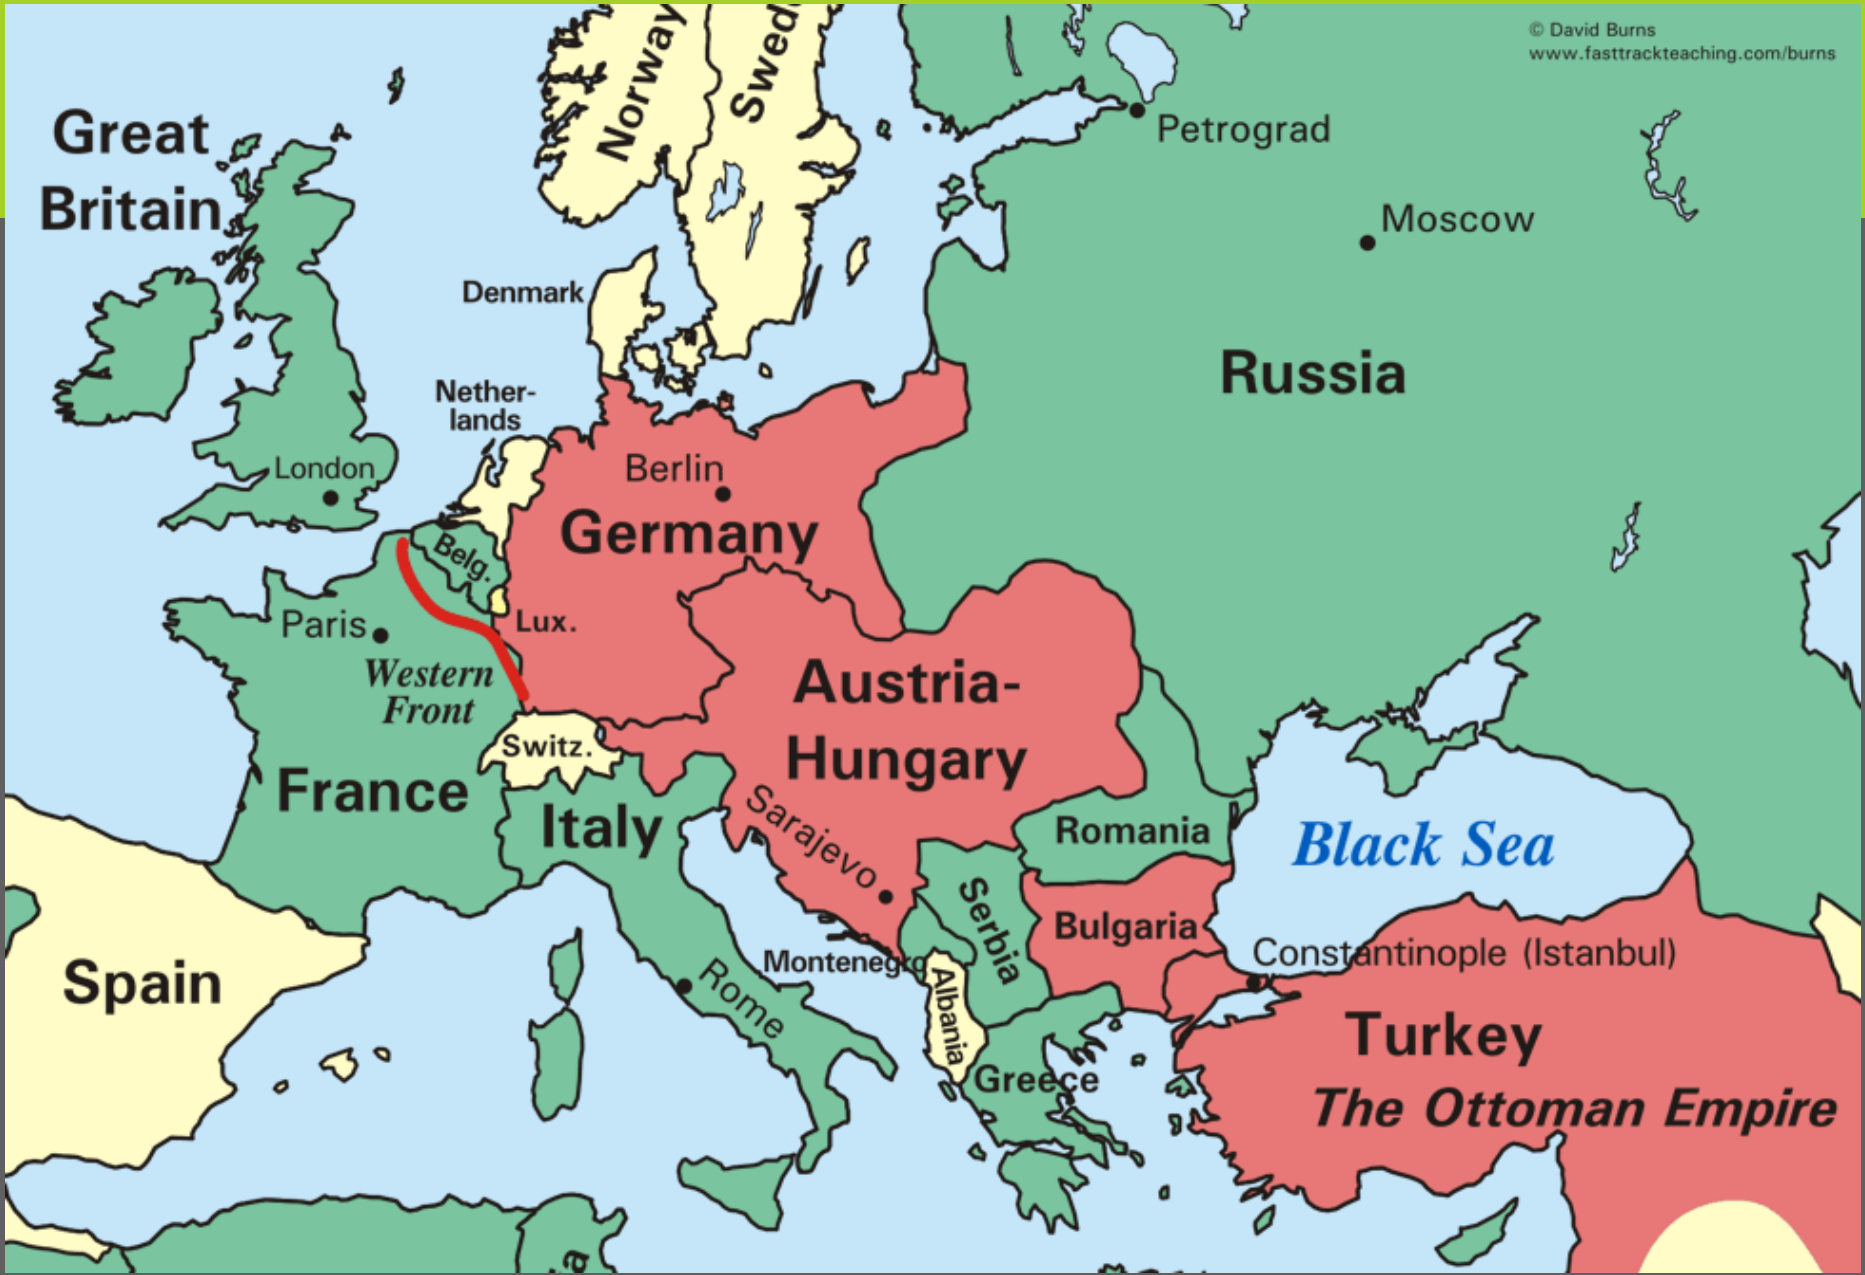 © David Burns
www.fasttrackteaching.com/burns
Great
Britain
Norway
Swed
Petrograd
Moscow
Denmark
Russia
Nether-
lands
London
Berlin
Germany
Belg.
Lux.
Paris
Western
Front
Austria-
Hungary
Switz.
France
Italy
Sarajevo
Romania
Black Sea
Serbia
Bulgaria
Montenegro
Constantinople (Istanbul)
Spain
Rome
Albania
Turkey
Greece
The Ottoman Empire